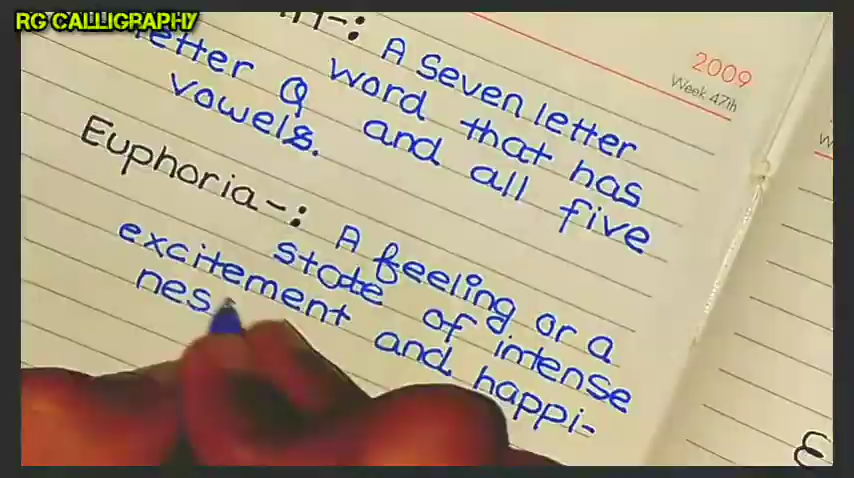 RG CALLIGRAPHY
2009
Week 47th
A Seven letter
word that has
letter Q and all five
vowels.
Euphoria-: A feeling or a
state of intense
excitement and happi-
nes